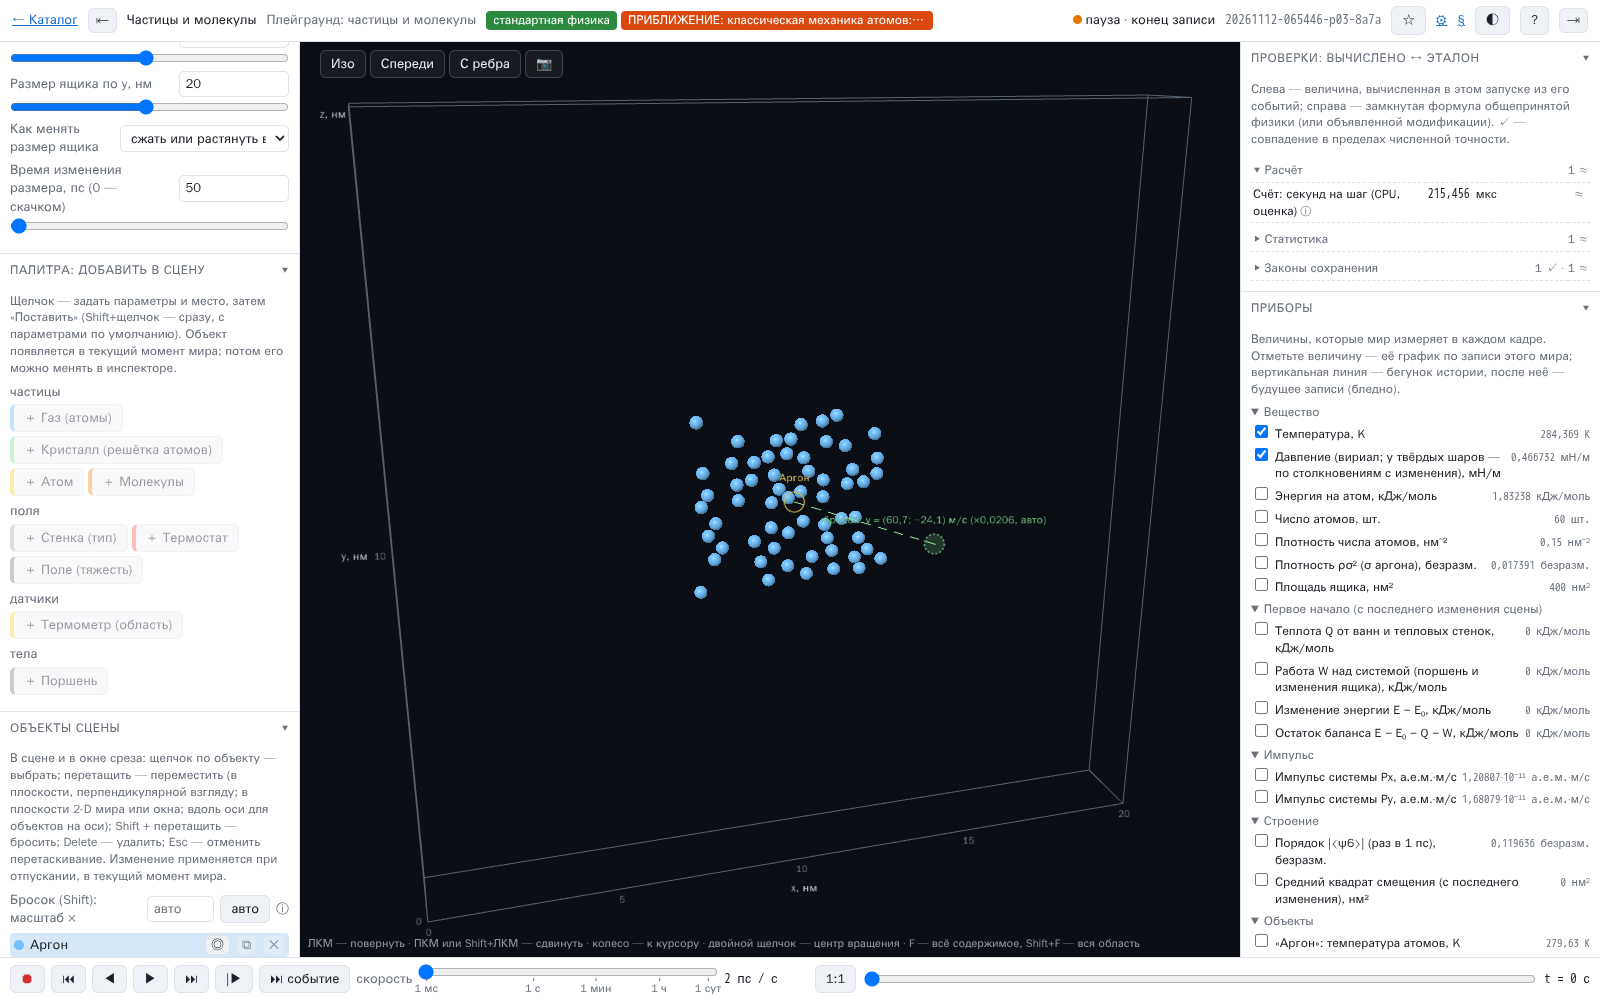 ← Каталог
⇤
Частицы и молекулы
Плейграунд: частицы и молекулы
стандартная физика
ПРИБЛИЖЕНИЕ: классическая механика атомов:…
пауза · конец записи
20261112-065446-p03-8a7a
☆
⚙
§
?
⇥
Размер ящика по y, нм
20
Как менять
размер ящика
сжать или растянуть в
Время изменения
размера, пс (0 —
скачком)
50
ПАЛИТРА: ДОБАВИТЬ В СЦЕНУ
Щелчок — задать параметры и место, затем
«Поставить» (Shift+щелчок — сразу, с
параметрами по умолчанию). Объект
появляется в текущий момент мира; потом его
можно менять в инспекторе.
частицы
+ Газ (атомы)
+ Кристалл (решётка атомов)
+ Атом
+ Молекулы
поля
+ Стенка (тип)
+ Термостат
+ Поле (тяжесть)
датчики
+ Термометр (область)
тела
+ Поршень
ОБЪЕКТЫ СЦЕНЫ
В сцене и в окне среза: щелчок по объекту —
выбрать; перетащить — переместить (в
плоскости, перпендикулярной взгляду; в
плоскости 2-D мира или окна; вдоль оси для
объектов на оси); Shift + перетащить —
бросить; Delete — удалить; Esc — отменить
перетаскивание. Изменение применяется при
отпускании, в текущий момент мира.
Бросок (Shift):
масштаб ×
авто
авто
ⓘ
Аргон
Изо
Спереди
С ребра
z, нм
y, нм 10
Аргон
v = (60,7; −24,1) м/с (×0,0206, авто)
20
15
10
x, нм
5
0
0
ЛКМ — повернуть · ПКМ или Shift+ЛКМ — сдвинуть · колесо — к курсору · двойной щелчок — центр вращения · F — всё содержимое, Shift+F — вся область
ПРОВЕРКИ: ВЫЧИСЛЕНО ↔ ЭТАЛОН
Слева — величина, вычисленная в этом запуске из его
событий; справа — замкнутая формула общепринятой
физики (или объявленной модификации). ✓ —
совпадение в пределах численной точности.
Расчёт 1 ≈
Счёт: секунд на шаг (CPU, 215,456 мкс ≈
оценка) ⓘ
Статистика 1 ≈
Законы сохранения 1 ✓ · 1 ≈
ПРИБОРЫ
Величины, которые мир измеряет в каждом кадре.
Отметьте величину — её график по записи этого мира;
вертикальная линия — бегунок истории, после неё —
будущее записи (бледно).
Вещество
Температура, K 284,369 K
Давление (вириал; у твёрдых шаров — 0,466732 мН/м
по столкновениям с изменения), мН/м
Энергия на атом, кДж/моль 1,83238 кДж/моль
Число атомов, шт. 60 шт.
Плотность числа атомов, нм⁻² 0,15 нм⁻²
Плотность ρσ² (σ аргона), безразм. 0,017391 безразм.
Площадь ящика, нм² 400 нм²
Первое начало (с последнего изменения сцены)
Теплота Q от ванн и тепловых стенок, 0 кДж/моль
кДж/моль
Работа W над системой (поршень и 0 кДж/моль
изменения ящика), кДж/моль
Изменение энергии E − E₀, кДж/моль 0 кДж/моль
Остаток баланса E − E₀ − Q − W, кДж/моль 0 кДж/моль
Импульс
Импульс системы Px, а.е.м.·м/с 1,20807·10⁻¹¹ а.е.м.·м/с
Импульс системы Py, а.е.м.·м/с 1,68079·10⁻¹¹ а.е.м.·м/с
Строение
Порядок |⟨ψ6⟩| (раз в 1 пс), 0,119636 безразм.
безразм.
Средний квадрат смещения (с последнего 0 нм²
изменения), нм²
Объекты
«Аргон»: температура атомов, K 279,63 K
⏭ событие
скорость
1 мс
1 с
1 мин
1 ч
1 сут
2 пс / с
1:1
t = 0 с